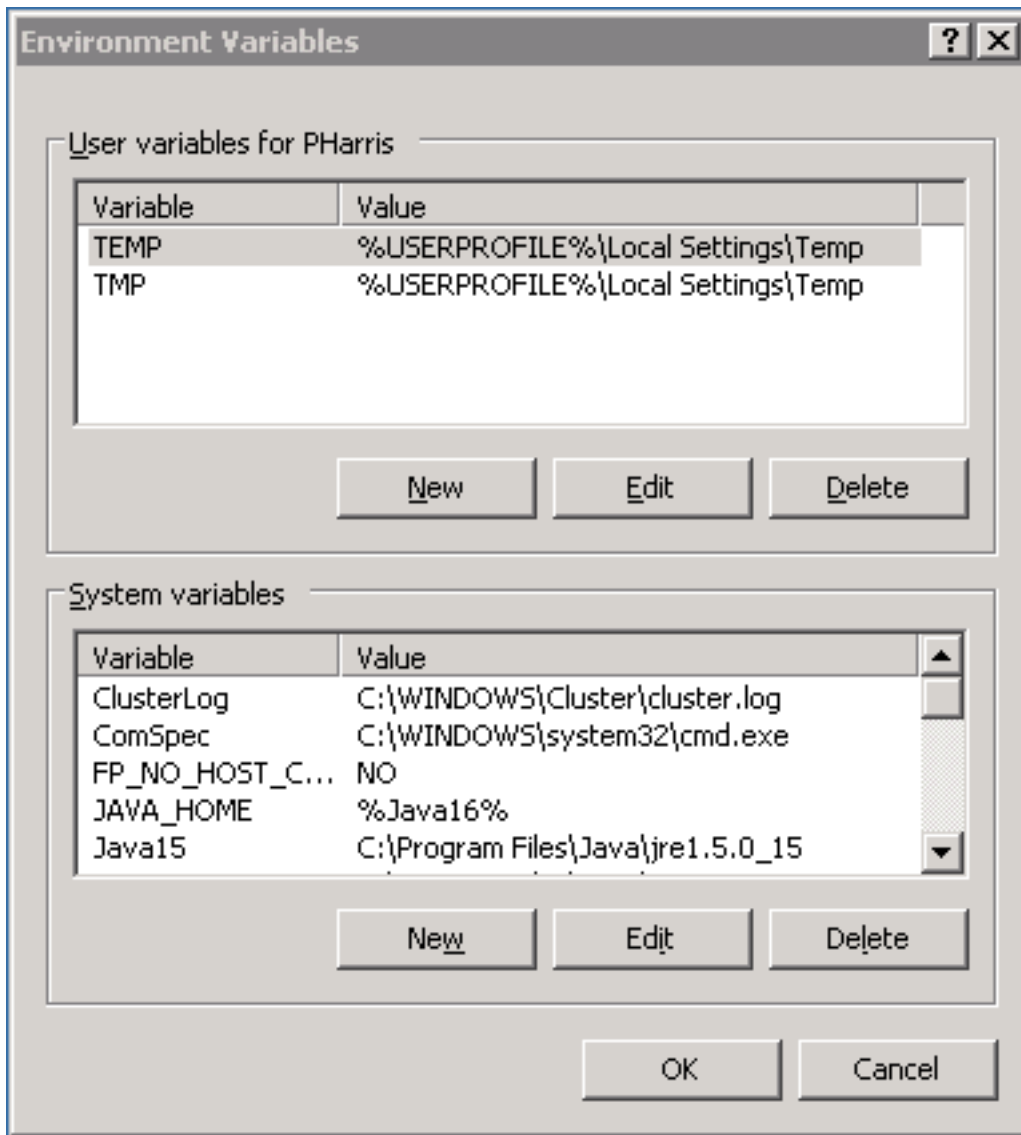 Environment Variables
User variables for PHarris
Variable Value
TEMP %USERPROFILE%\Local Settings\Temp
TMP %USERPROFILE%\Local Settings\Temp
New Edit Delete
System variables
Variable Value
ClusterLog C:\WINDOWS\Cluster\cluster.log
ComSpec C:\WINDOWS\system32\cmd.exe
FP_NO_HOST_C... NO
JAVA_HOME %Java16%
Java15 C:\Program Files\Java\jre1.5.0_15
New Edit Delete
OK Cancel